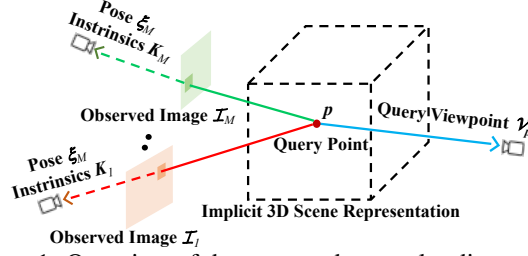 Pose ξM
Instrinsics KM
Observed Image IM
p
Query Viewpoint Vp
Query Point
Pose ξM
Instrinsics K1
Implicit 3D Scene Representation
Observed Image I1